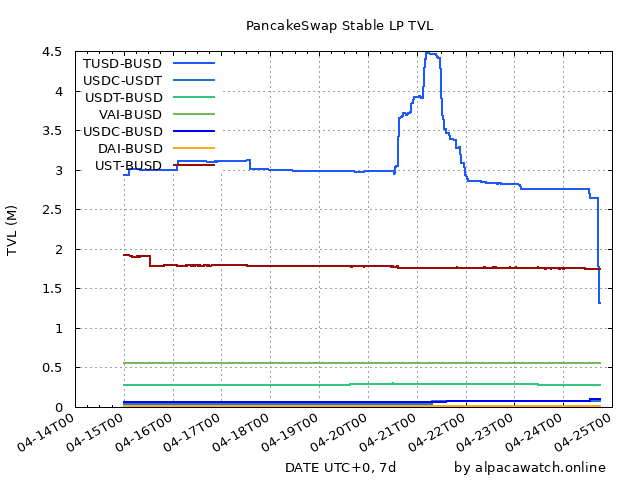 PancakeSwap Stable LP TVL
4.5
4
3.5
3
2.5
2
1.5
1
0.5
0
TVL (M)
TUSD-BUSD
USDC-USDT
USDT-BUSD
VAI-BUSD
USDC-BUSD
DAI-BUSD
UST-BUSD
04-14T00
04-15T00
04-16T00
04-17T00
04-18T00
04-19T00
04-20T00
04-21T00
04-22T00
04-23T00
04-24T00
04-25T00
DATE UTC+0, 7d
by alpacawatch.online